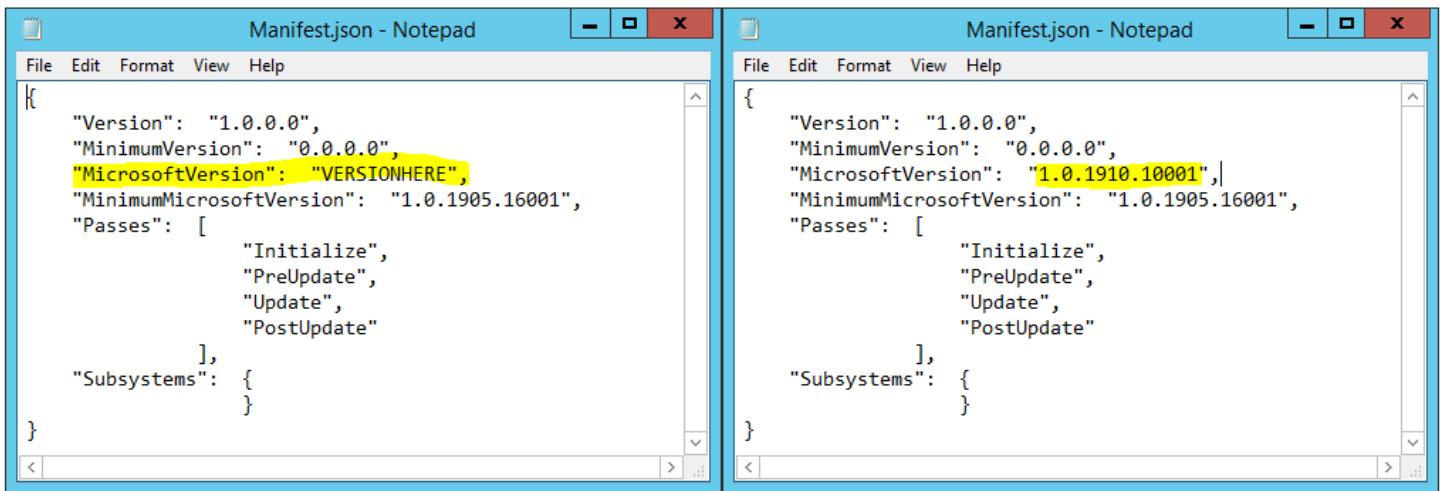 Manifest.json - Notepad
File Edit Format View Help
{
"Version":  "1.0.0.0",
"MinimumVersion":  "0.0.0.0",
"MicrosoftVersion":  "VERSIONHERE",
"MinimumMicrosoftVersion":  "1.0.1905.16001",
"Passes":  [
"Initialize",
"PreUpdate",
"Update",
"PostUpdate"
],
"Subsystems":  {
}
}
Manifest.json - Notepad
File Edit Format View Help
{
"Version":  "1.0.0.0",
"MinimumVersion":  "0.0.0.0",
"MicrosoftVersion":  "1.0.1910.10001",
"MinimumMicrosoftVersion":  "1.0.1905.16001",
"Passes":  [
"Initialize",
"PreUpdate",
"Update",
"PostUpdate"
],
"Subsystems":  {
}
}